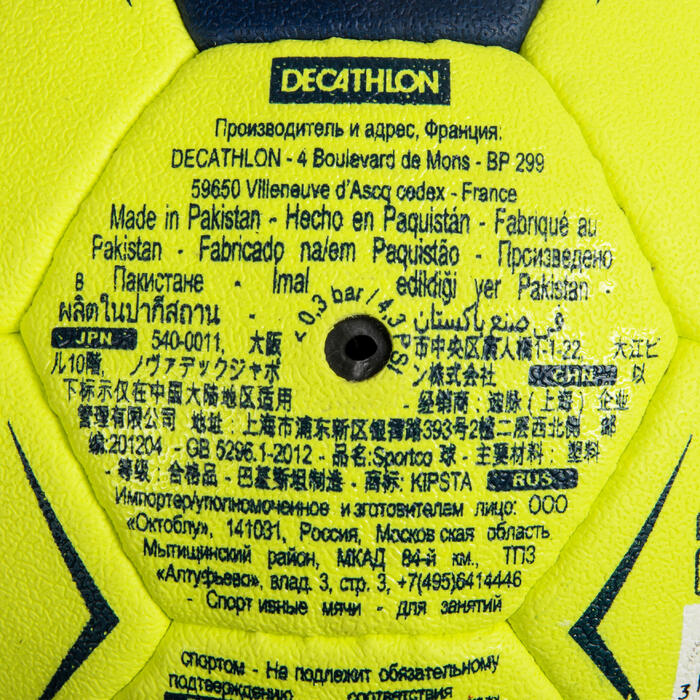 DECATHLON
Производитель и адрес, Франция:
DECATHLON - 4 Boulevard de Mons - BP 299
59650 Villeneuve d'Ascq cedex - France
Made in Pakistan - Hecho en Paquistán - Fabriqué au
Pakistan - Fabricado na/em Paquistão - Произведено
в Пакистане - Imal edildiği yer Pakistan -
ผลิตในปากีสถาน - في صنع باكستان
< 0,3 bar / 4,3 PSI
JPN 540-0011, 大阪 市中央区農人橋1-1-22, 大江ビ
ル10階, ノヴァデックジャポ ン株式会社 CHN 以
下标示仅在中国大陆地区适用 - 经销商: 迪脉 (上海) 企业
管理有限公司 地址: 上海市浦东新区银霄路393号2幢二层西北侧 邮
编:201204 - GB 5296.1-2012 - 品名:Sportco 球 - 主要材料: 塑料
- 等级: 合格品 - 巴基斯坦制造 - 商标: KIPSTA RUS
Импортер/уполномоченное изготовителем лицо: ООО
«Октоблу», 141031, Россия, Московская область
Мытищинский район, МКАД 84-й км., ТПЗ
«Алтуфьево», влад. 3, стр. 3, +7(495)6414446
- Спортивные мячи - для занятий
спортом - Не подлежит обязательному
подтверждению соответствия